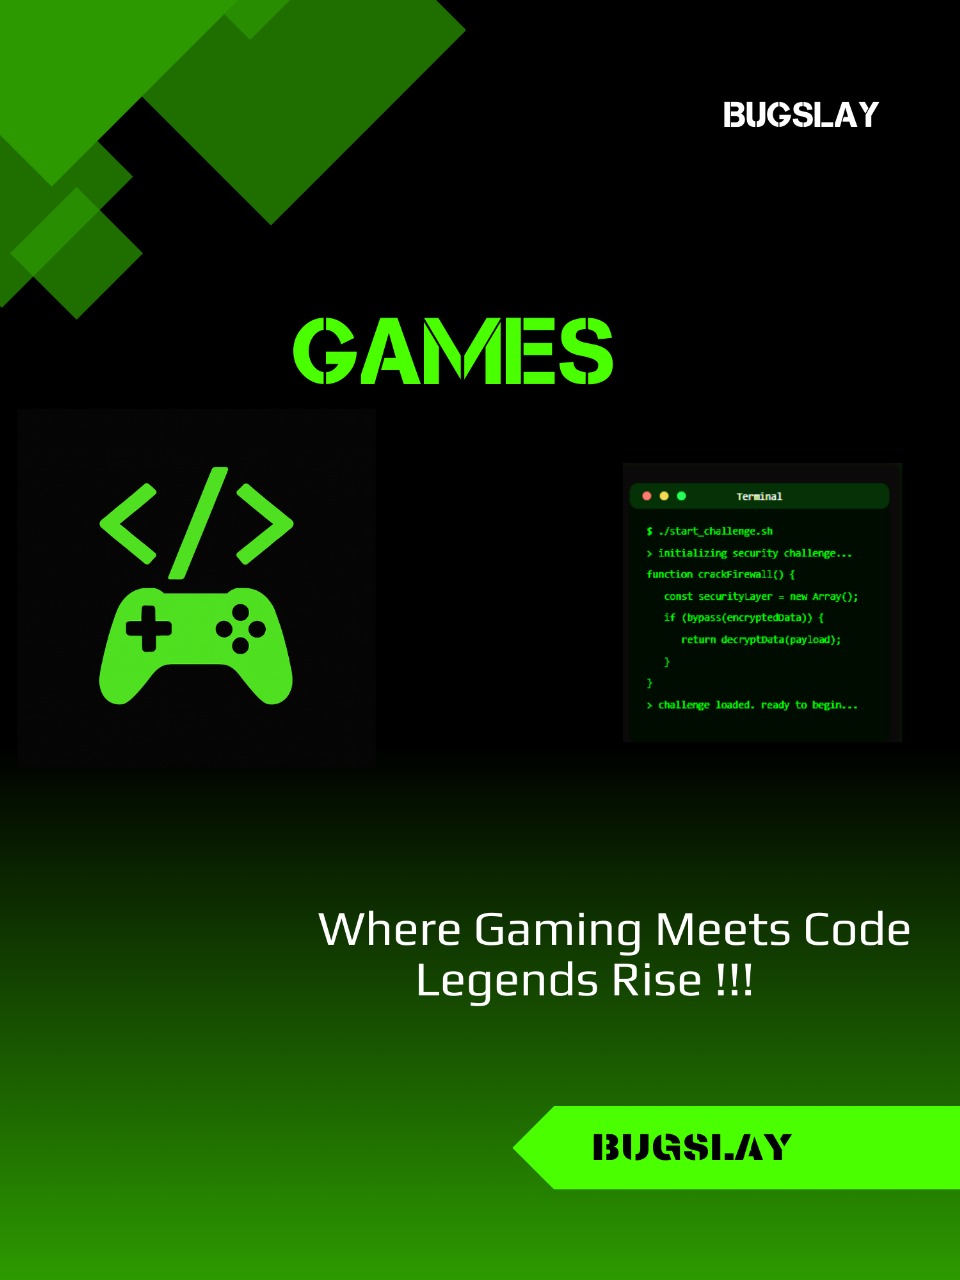 BUGSLAY
GAMES
</>
Terminal
$ ./start_challenge.sh
> initializing security challenge...
function crackFirewall() {
const securityLayer = new Array();
if (bypass(encryptedData)) {
return decryptData(payload);
}
}
> challenge loaded. ready to begin...
Where Gaming Meets Code
Legends Rise !!!
BUGSLAY